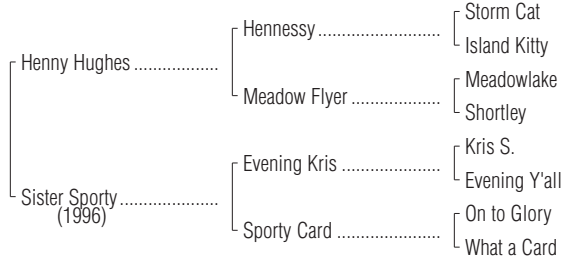 Storm Cat
Hennessy....................................
Island Kitty
Henny Hughes .................
Meadowlake
Meadow Flyer ....................
Shortley
Kris S.
Evening Kris ......................
Evening Y'all
Sister Sporty....................
(1996)
On to Glory
Sporty Card .......................
What a Card